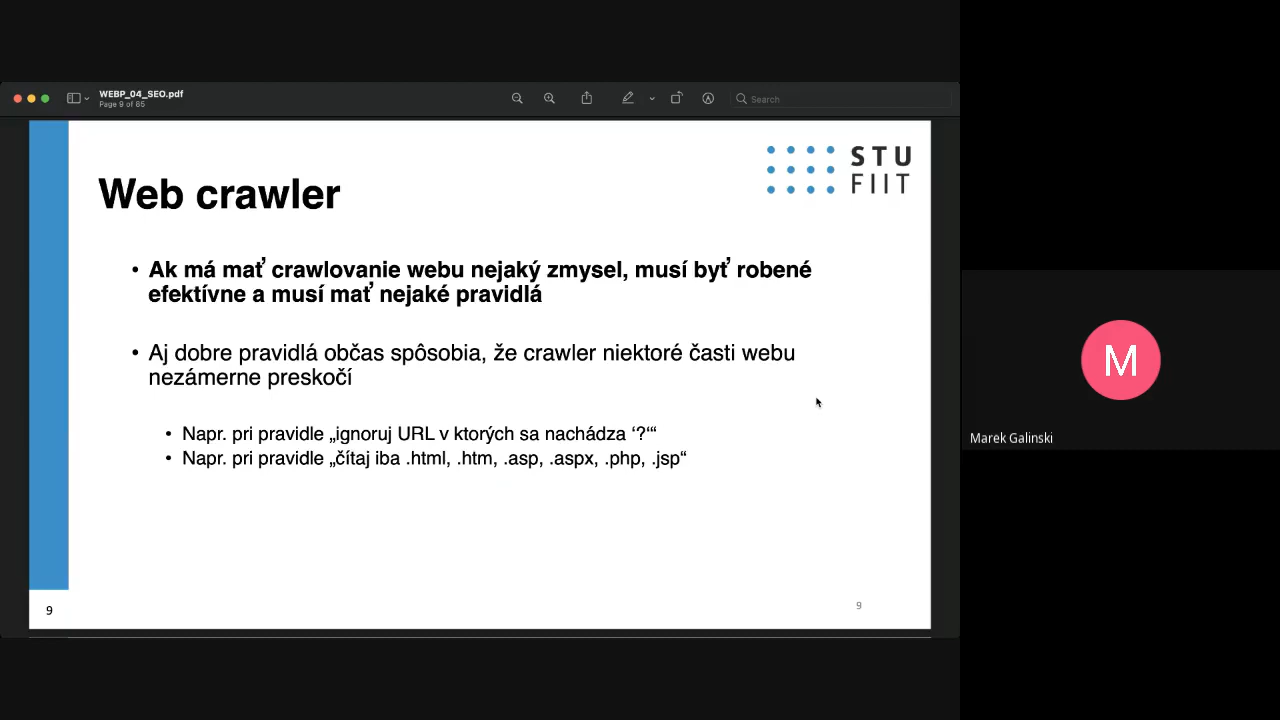 WEBP_04_SEO.pdf
Page 9 of 85
Search
STU
FIIT
Web crawler
• Ak má mať crawlovanie webu nejaký zmysel, musí byť robené
efektívne a musí mať nejaké pravidlá
• Aj dobre pravidlá občas spôsobia, že crawler niektoré časti webu
nezámerne preskočí
• Napr. pri pravidle „ignoruj URL v ktorých sa nachádza ‘?‘“
• Napr. pri pravidle „čítaj iba .html, .htm, .asp, .aspx, .php, .jsp“
9
9
M
Marek Galinski